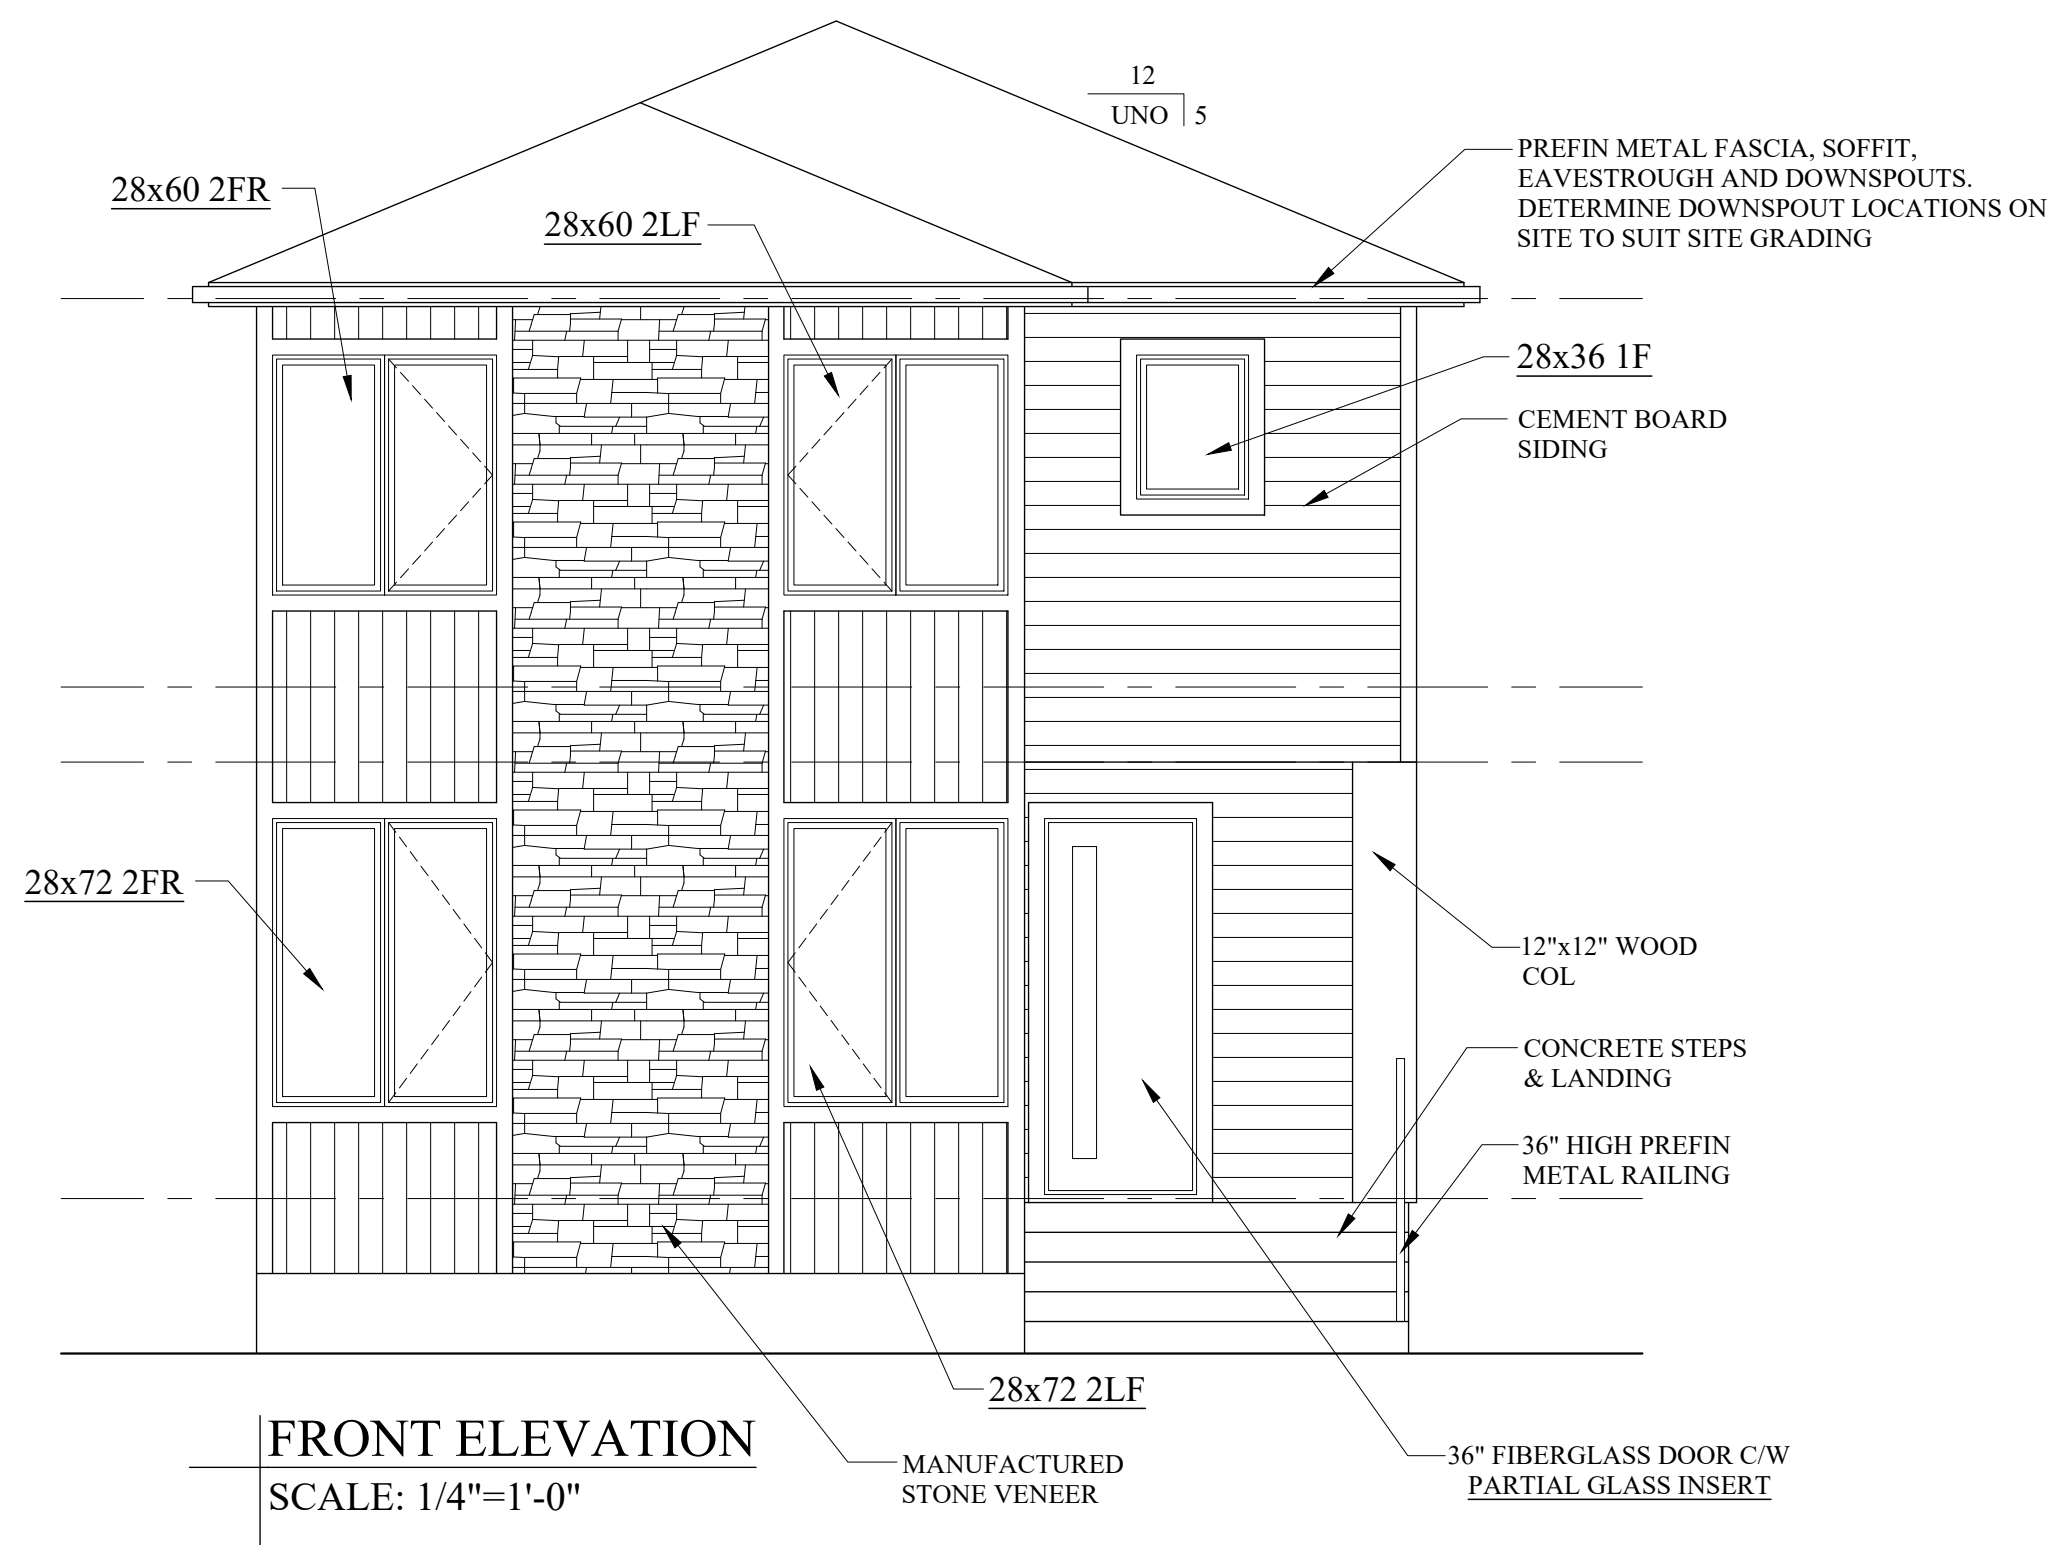 12
UNO 5
PREFIN METAL FASCIA, SOFFIT,
EAVESTROUGH AND DOWNSPOUTS.
DETERMINE DOWNSPOUT LOCATIONS ON
SITE TO SUIT SITE GRADING
28x60 2FR
28x60 2LF
28x36 1F
CEMENT BOARD
SIDING
28x72 2FR
12"x12" WOOD
COL
CONCRETE STEPS
& LANDING
36" HIGH PREFIN
METAL RAILING
28x72 2LF
FRONT ELEVATION
SCALE: 1/4"=1'-0"
MANUFACTURED
STONE VENEER
36" FIBERGLASS DOOR C/W
PARTIAL GLASS INSERT